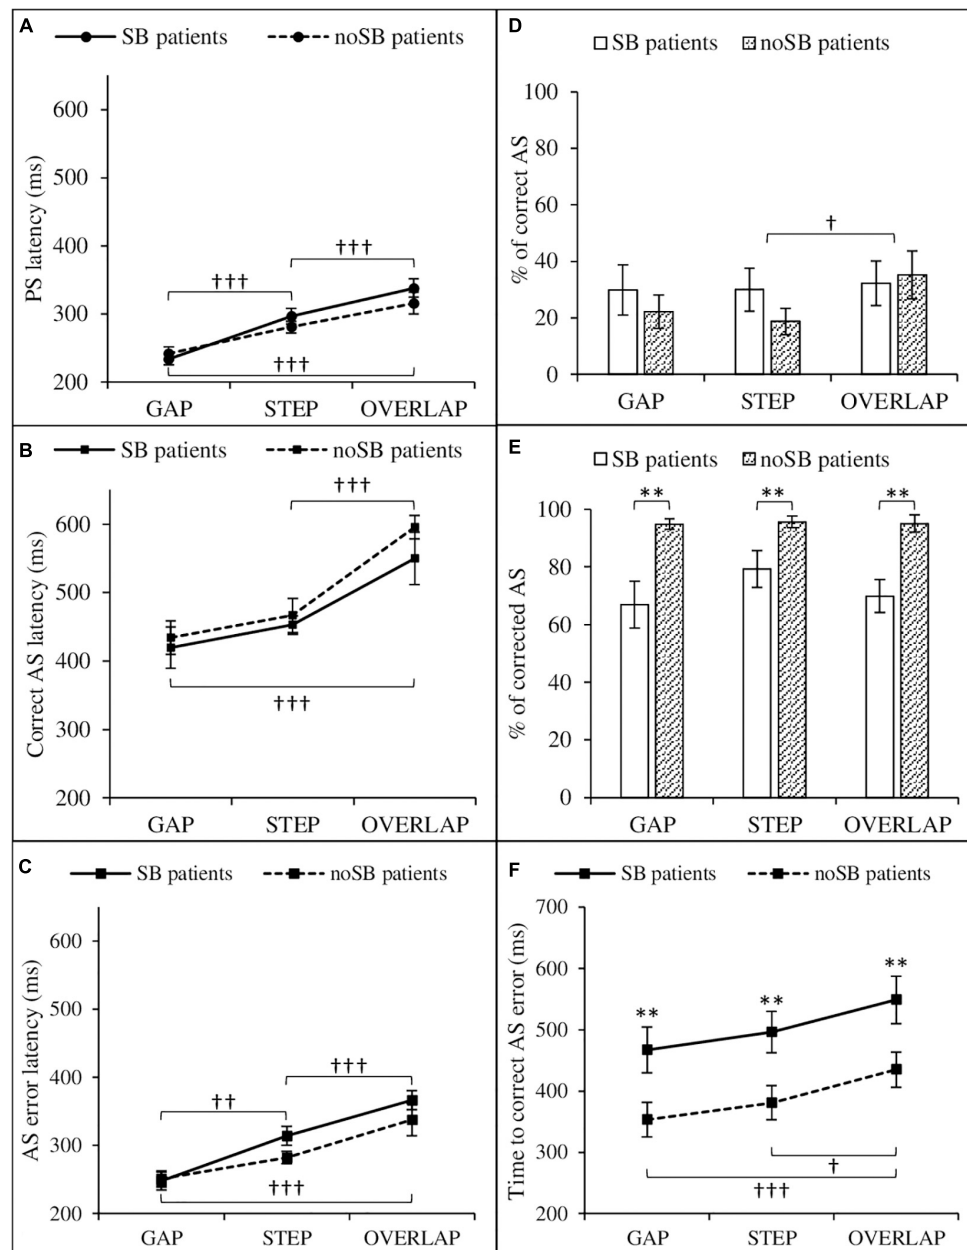 A
SB patients noSB patients
PS latency (ms)
600
500
400
300
200
†††
†††
†††
GAP STEP OVERLAP
B
SB patients noSB patients
Correct AS latency (ms)
600
500
400
300
200
†††
†††
GAP STEP OVERLAP
C
SB patients noSB patients
AS error latency (ms)
600
500
400
300
200
†††
††
†††
GAP STEP OVERLAP
D
SB patients noSB patients
% of correct AS
100
80
60
40
20
0
†
GAP STEP OVERLAP
E
SB patients noSB patients
% of corrected AS
100
80
60
40
20
0
** ** **
GAP STEP OVERLAP
F
SB patients noSB patients
Time to correct AS error (ms)
700
600
500
400
300
200
**
**
**
†
†††
GAP STEP OVERLAP